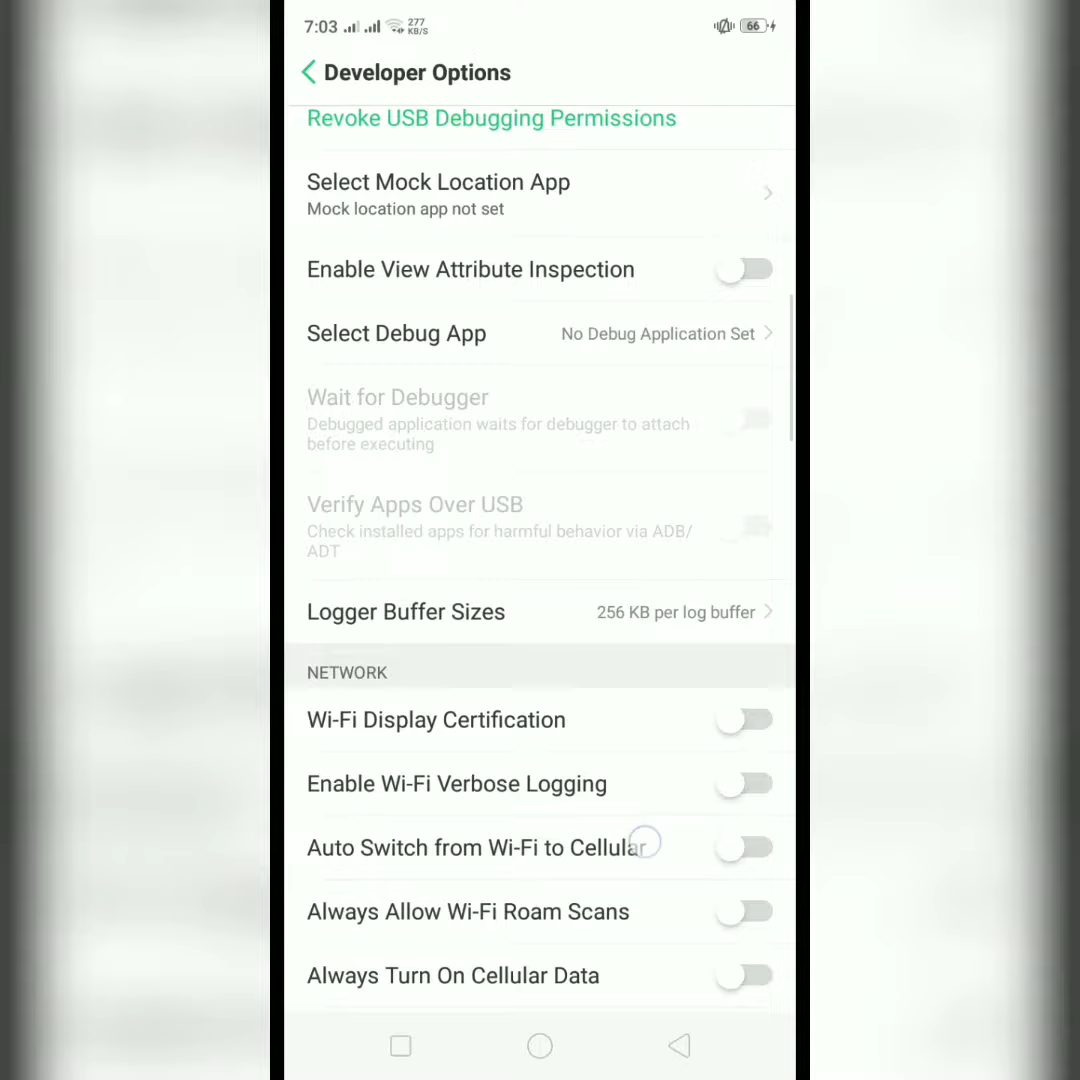 7:03 277 KB/S 66
Developer Options
Revoke USB Debugging Permissions
Select Mock Location App
Mock location app not set
Enable View Attribute Inspection
Select Debug App No Debug Application Set
Wait for Debugger
Debugged application waits for debugger to attach
before executing
Verify Apps Over USB
Check installed apps for harmful behavior via ADB/
ADT
Logger Buffer Sizes 256 KB per log buffer
NETWORK
Wi-Fi Display Certification
Enable Wi-Fi Verbose Logging
Auto Switch from Wi-Fi to Cellular
Always Allow Wi-Fi Roam Scans
Always Turn On Cellular Data